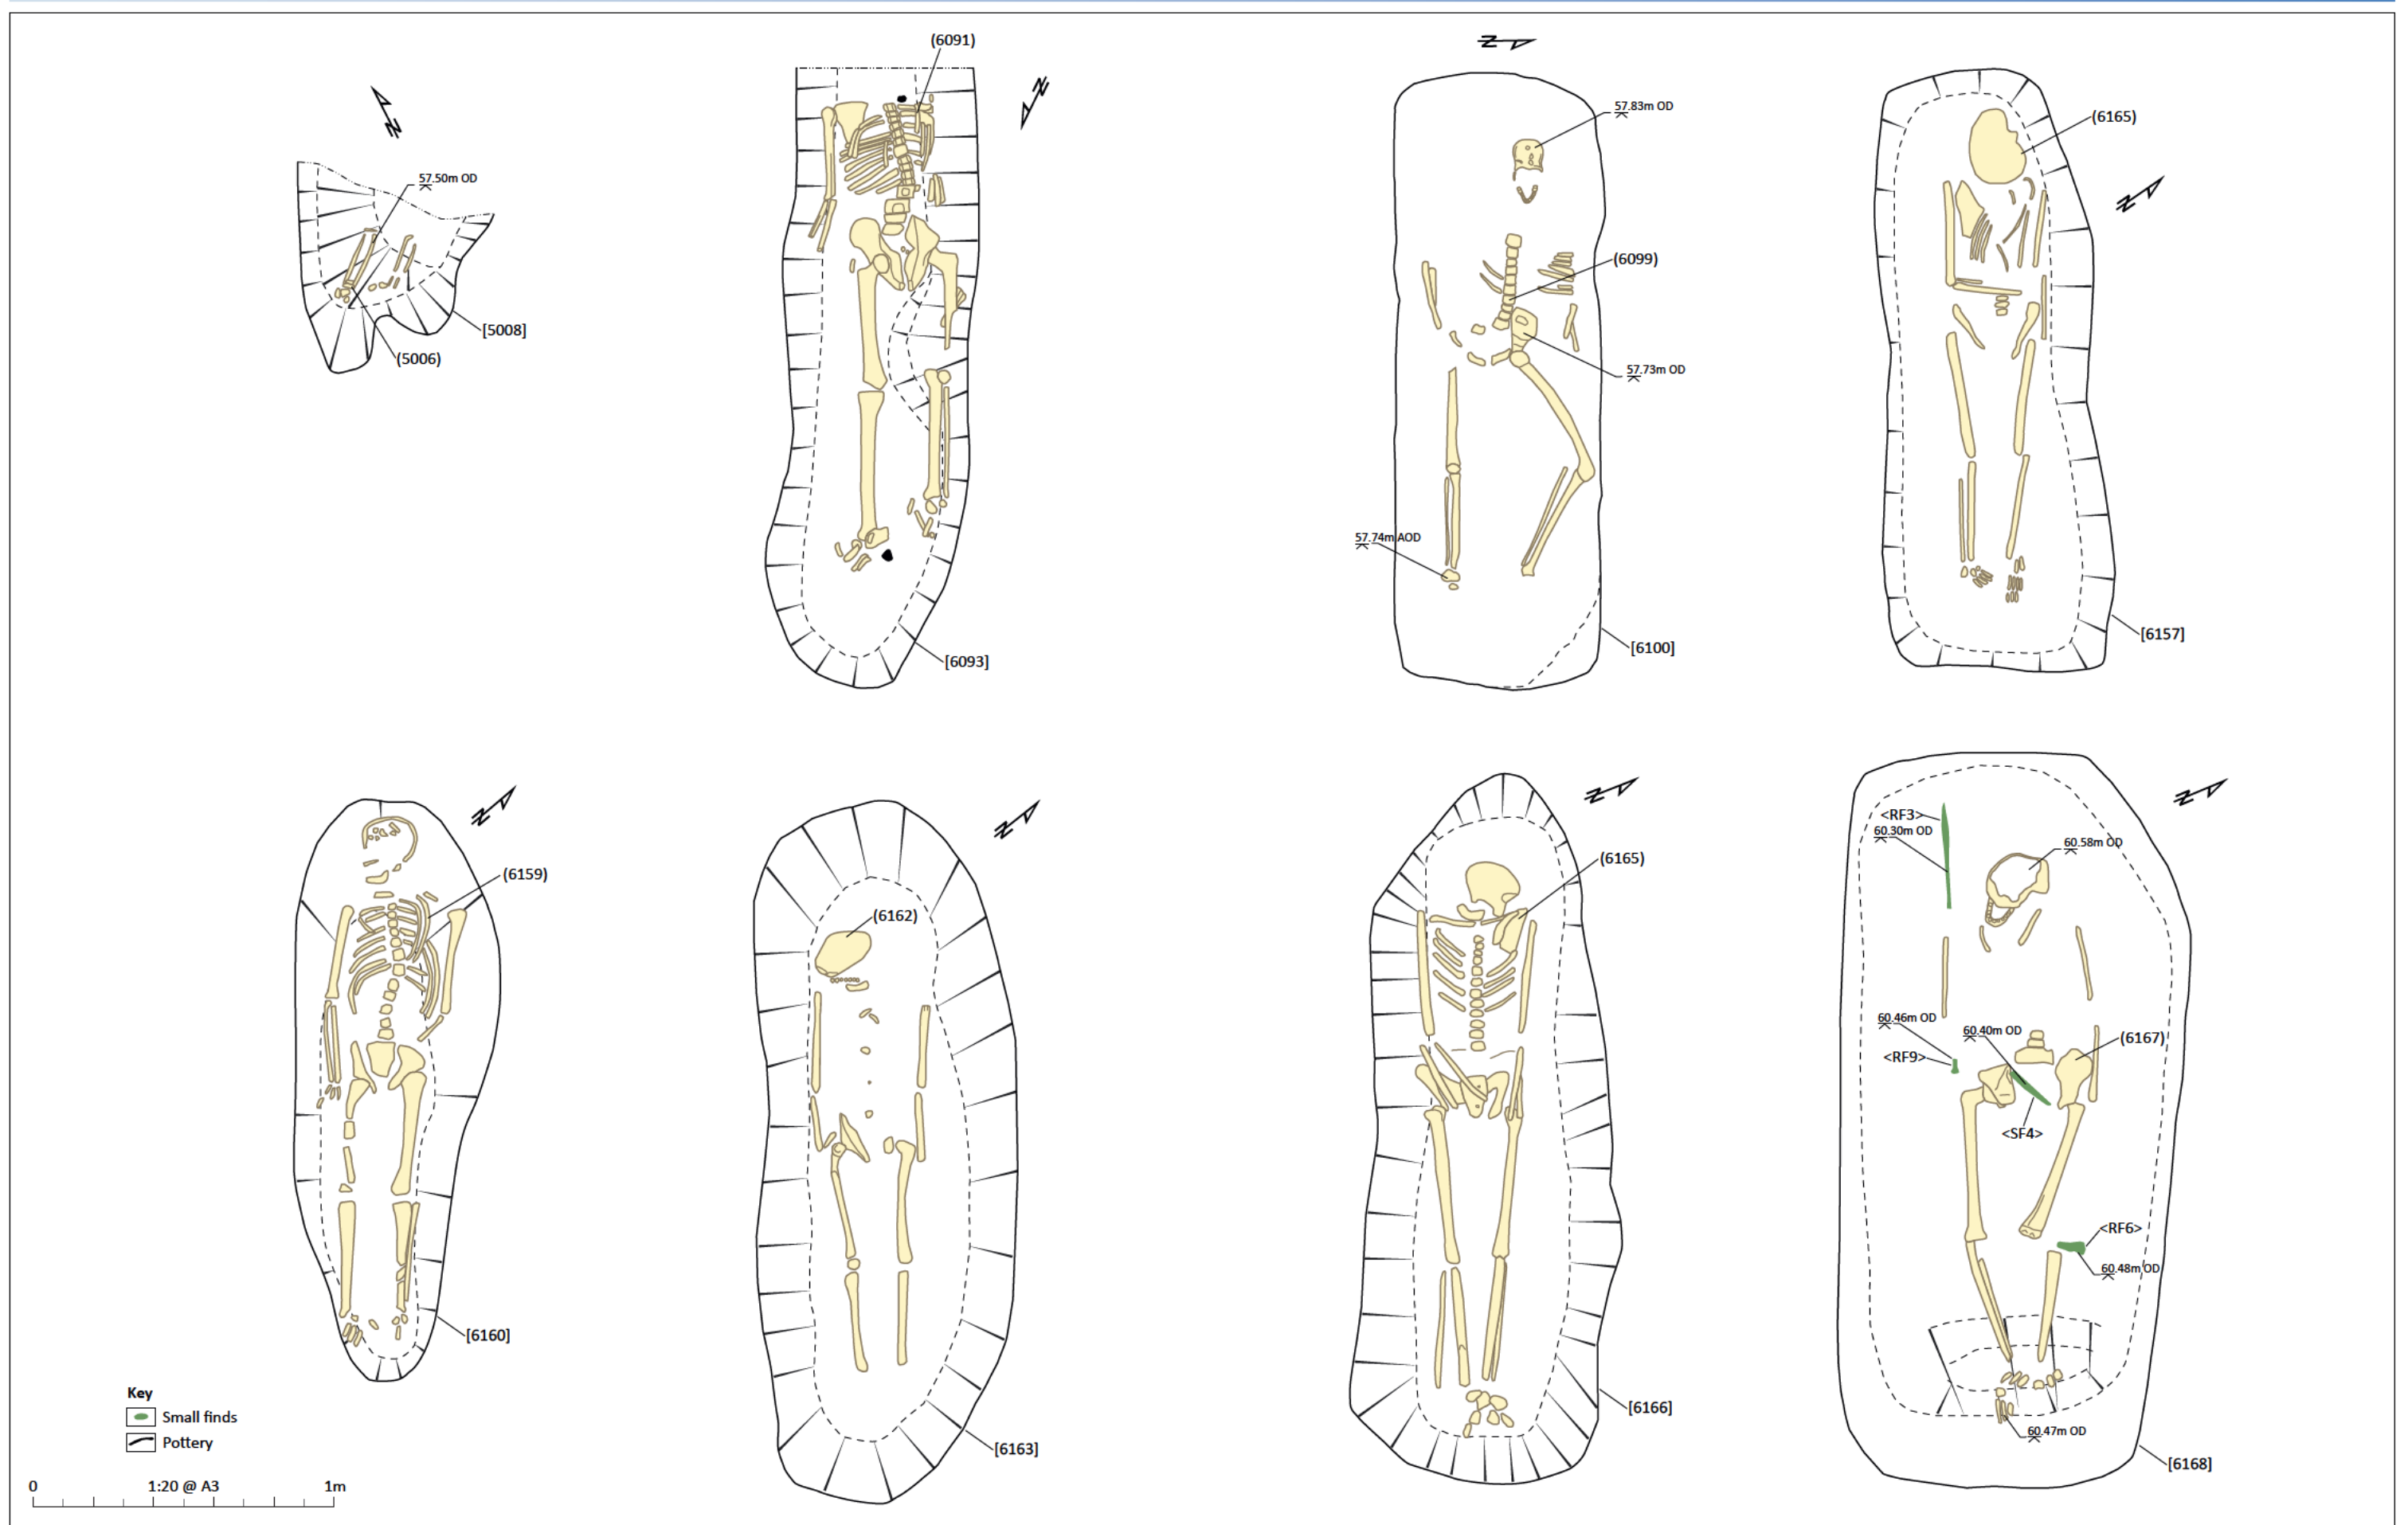 (6091)
57.50m OD
[5008]
(5006)
[6093]
57.83m OD
(6099)
57.73m OD
57.74m AOD
[6100]
(6165)
[6157]
(6159)
[6160]
(6162)
[6163]
(6165)
[6166]
<RF3>
60.30m OD
60.58m OD
60.46m OD
<RF9>
60.40m OD
(6167)
<SF4>
<RF6>
60.48m OD
60.47m OD
[6168]
N
N
N
N
N
N
N
N
Key
Small finds
Pottery
0 1:20 @ A3 1m